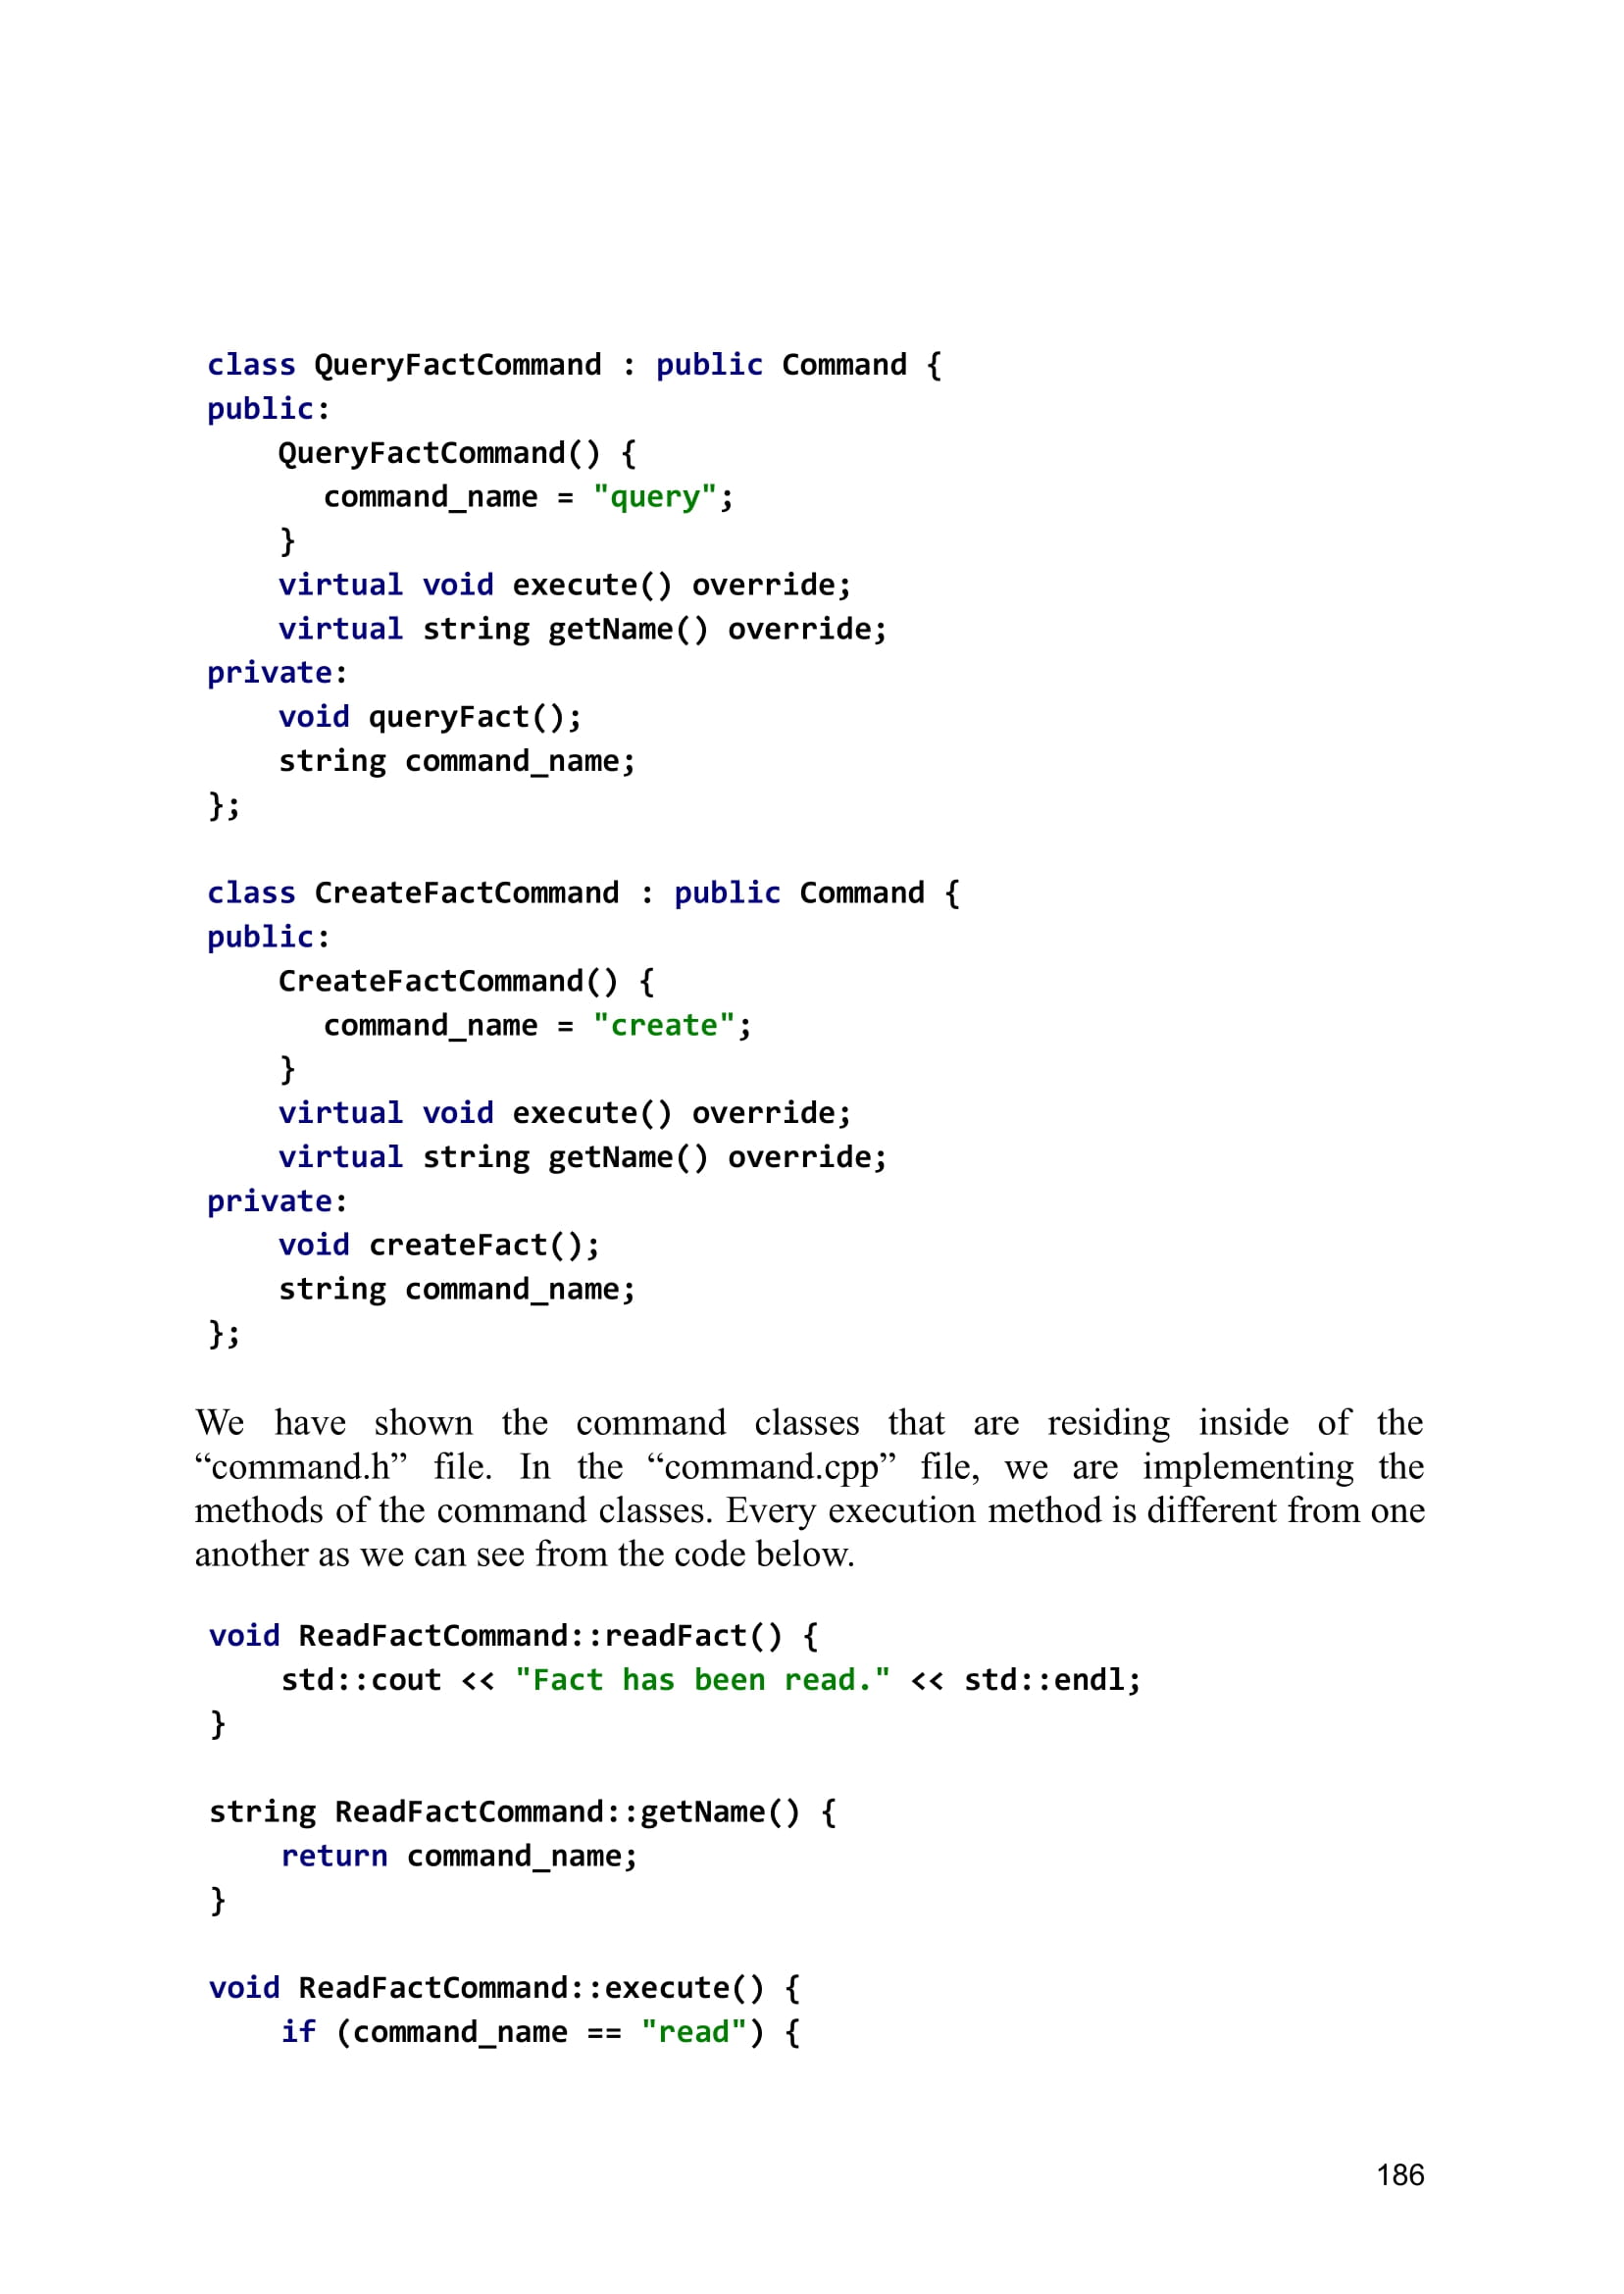 class QueryFactCommand : public Command {
public:
    QueryFactCommand() {
      command_name = "query";
    }
    virtual void execute() override;
    virtual string getName() override;
private:
    void queryFact();
    string command_name;
};

class CreateFactCommand : public Command {
public:
    CreateFactCommand() {
      command_name = "create";
    }
    virtual void execute() override;
    virtual string getName() override;
private:
    void createFact();
    string command_name;
};

We have shown the command classes that are residing inside of the
“command.h” file. In the “command.cpp” file, we are implementing the
methods of the command classes. Every execution method is different from one
another as we can see from the code below.

void ReadFactCommand::readFact() {
    std::cout << "Fact has been read." << std::endl;
}

string ReadFactCommand::getName() {
    return command_name;
}

void ReadFactCommand::execute() {
    if (command_name == "read") {

186